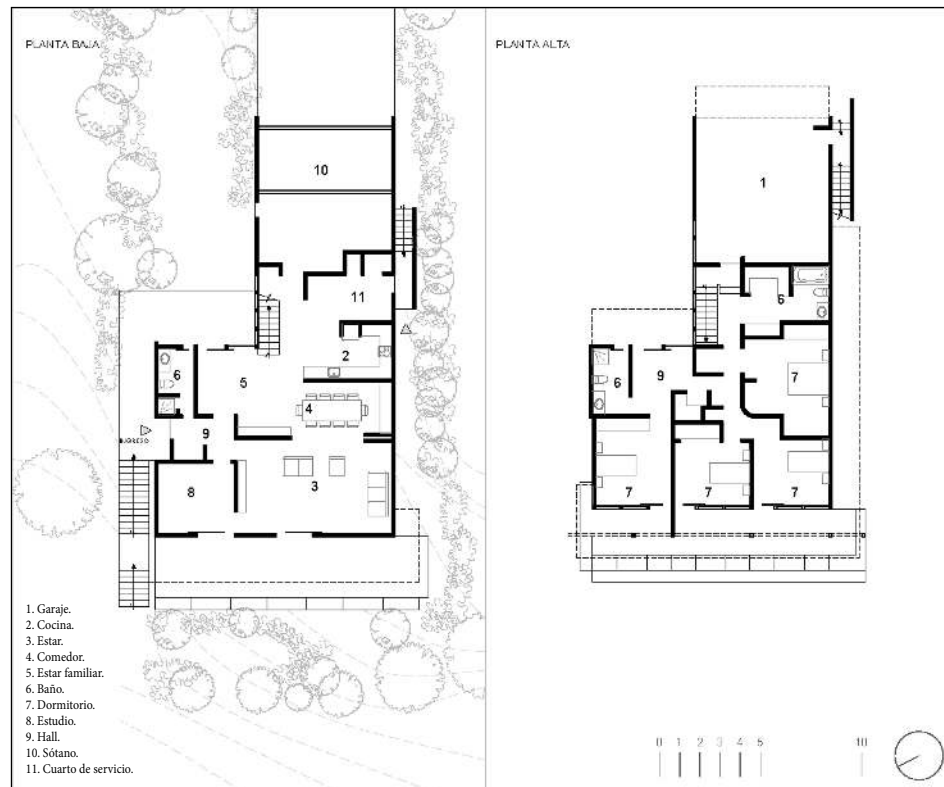 PLANTA BAJA
10
11
2
6
5
4
9
INGRESO
8
3
1. Garaje.
2. Cocina.
3. Estar.
4. Comedor.
5. Estar familiar.
6. Baño.
7. Dormitorio.
8. Estudio.
9. Hall.
10. Sótano.
11. Cuarto de servicio.
PLANTA ALTA
1
6
7
6
9
7
7
7
0 1 2 3 4 5 10